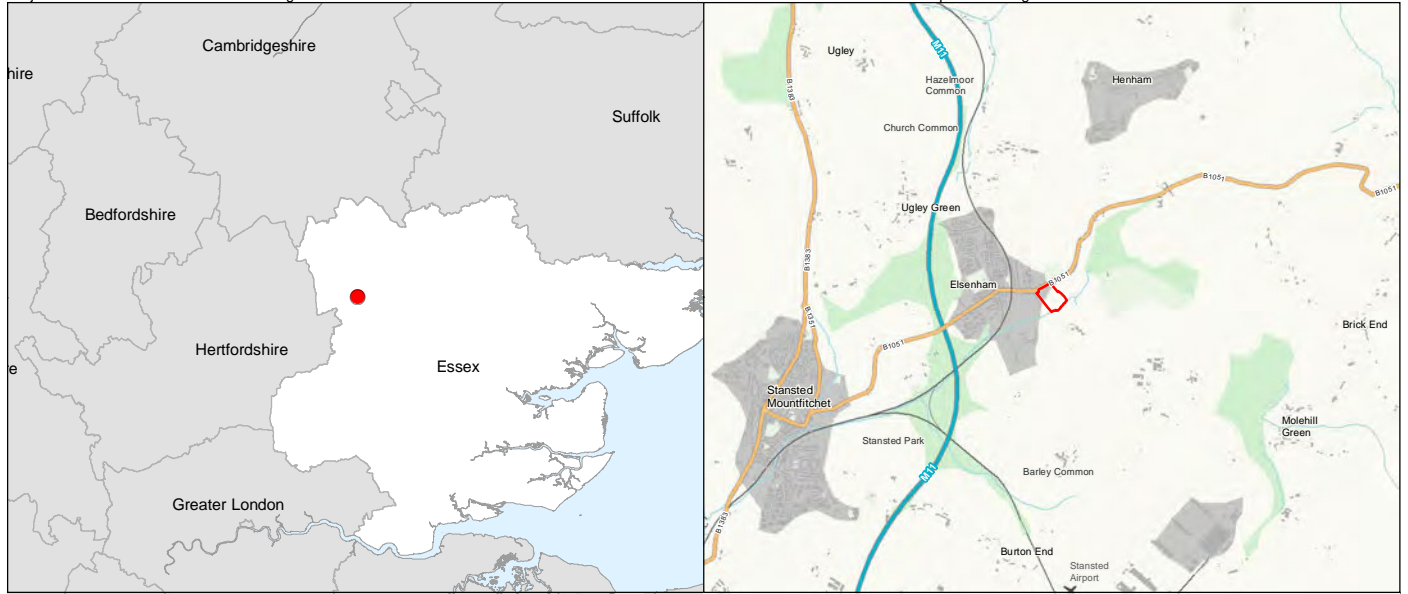 Cambridgeshire
hire
Suffolk
Bedfordshire
Hertfordshire
e
Essex
Greater London
Ugley
M11
B1383
Hazelmoor
Common
Henham
Church Common
B1051
B1051
Ugley Green
B1383
Elsenham
B1051
B1351
B1051
Brick End
Stansted
Mountfitchet
Molehill
Green
Stansted Park
M11
Barley Common
B1383
Burton End
Stansted
Airport